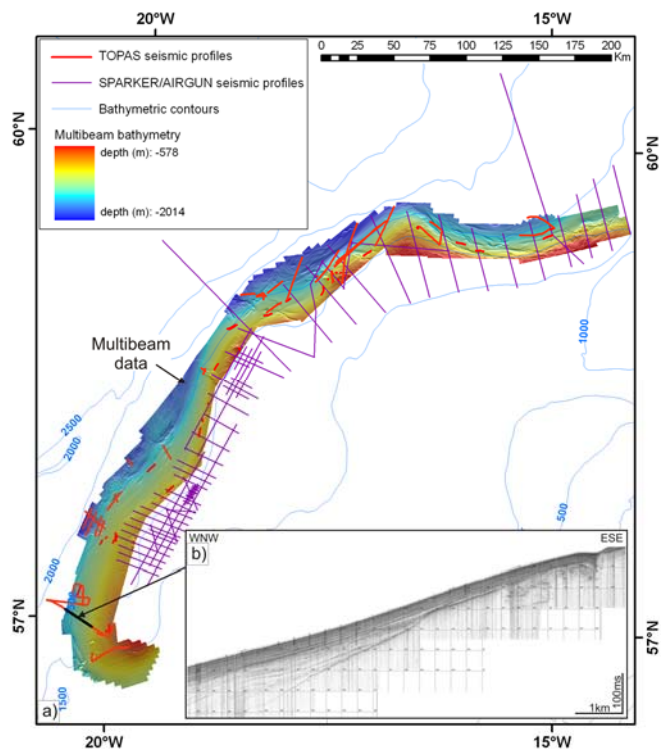 20°W
15°W
TOPAS seismic profiles
SPARKER/AIRGUN seismic profiles
Bathymetric contours
Multibeam bathymetry
depth (m): -578
depth (m): -2014
0 25 50 75 100 125 150 175 200
Km
60°N
60°N
1000
Multibeam
data
2500
2000
500
WNW
ESE
b)
2000
57°N
57°N
1500
1km
100ms
a)
20°W
15°W